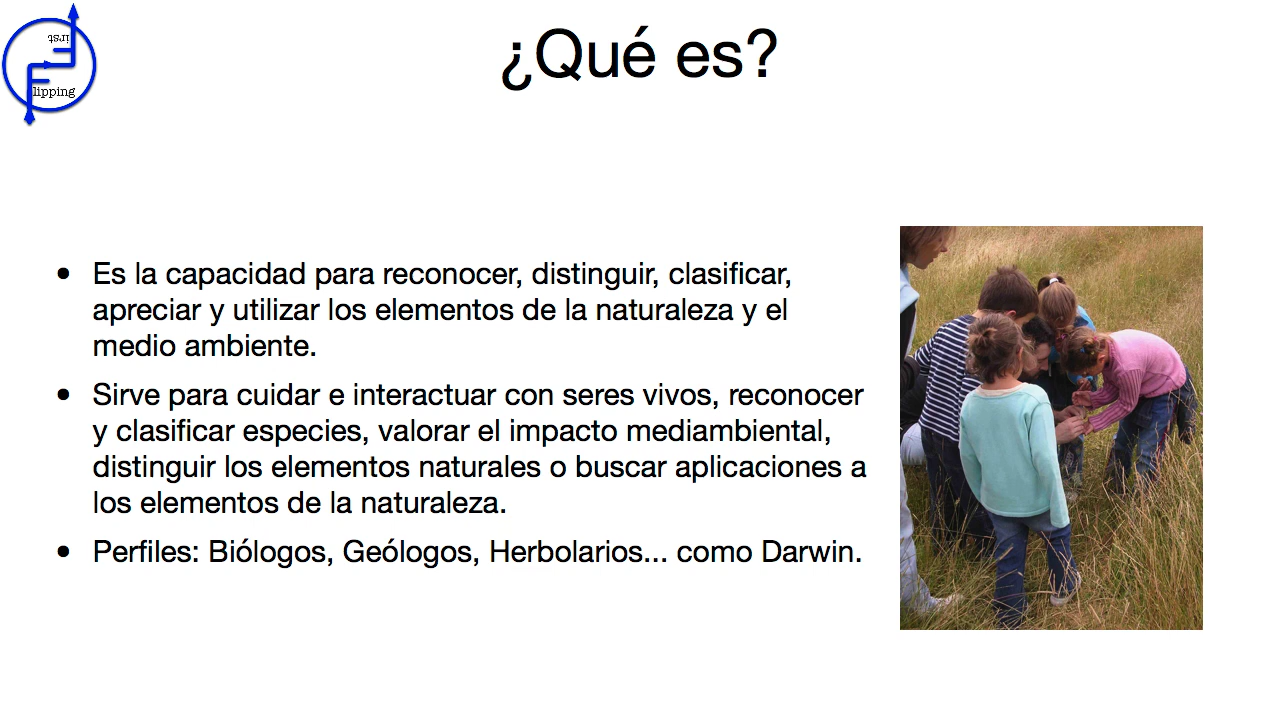 irst
lipping
¿Qué es?
• Es la capacidad para reconocer, distinguir, clasificar,
apreciar y utilizar los elementos de la naturaleza y el
medio ambiente.
• Sirve para cuidar e interactuar con seres vivos, reconocer
y clasificar especies, valorar el impacto mediambiental,
distinguir los elementos naturales o buscar aplicaciones a
los elementos de la naturaleza.
• Perfiles: Biólogos, Geólogos, Herbolarios... como Darwin.